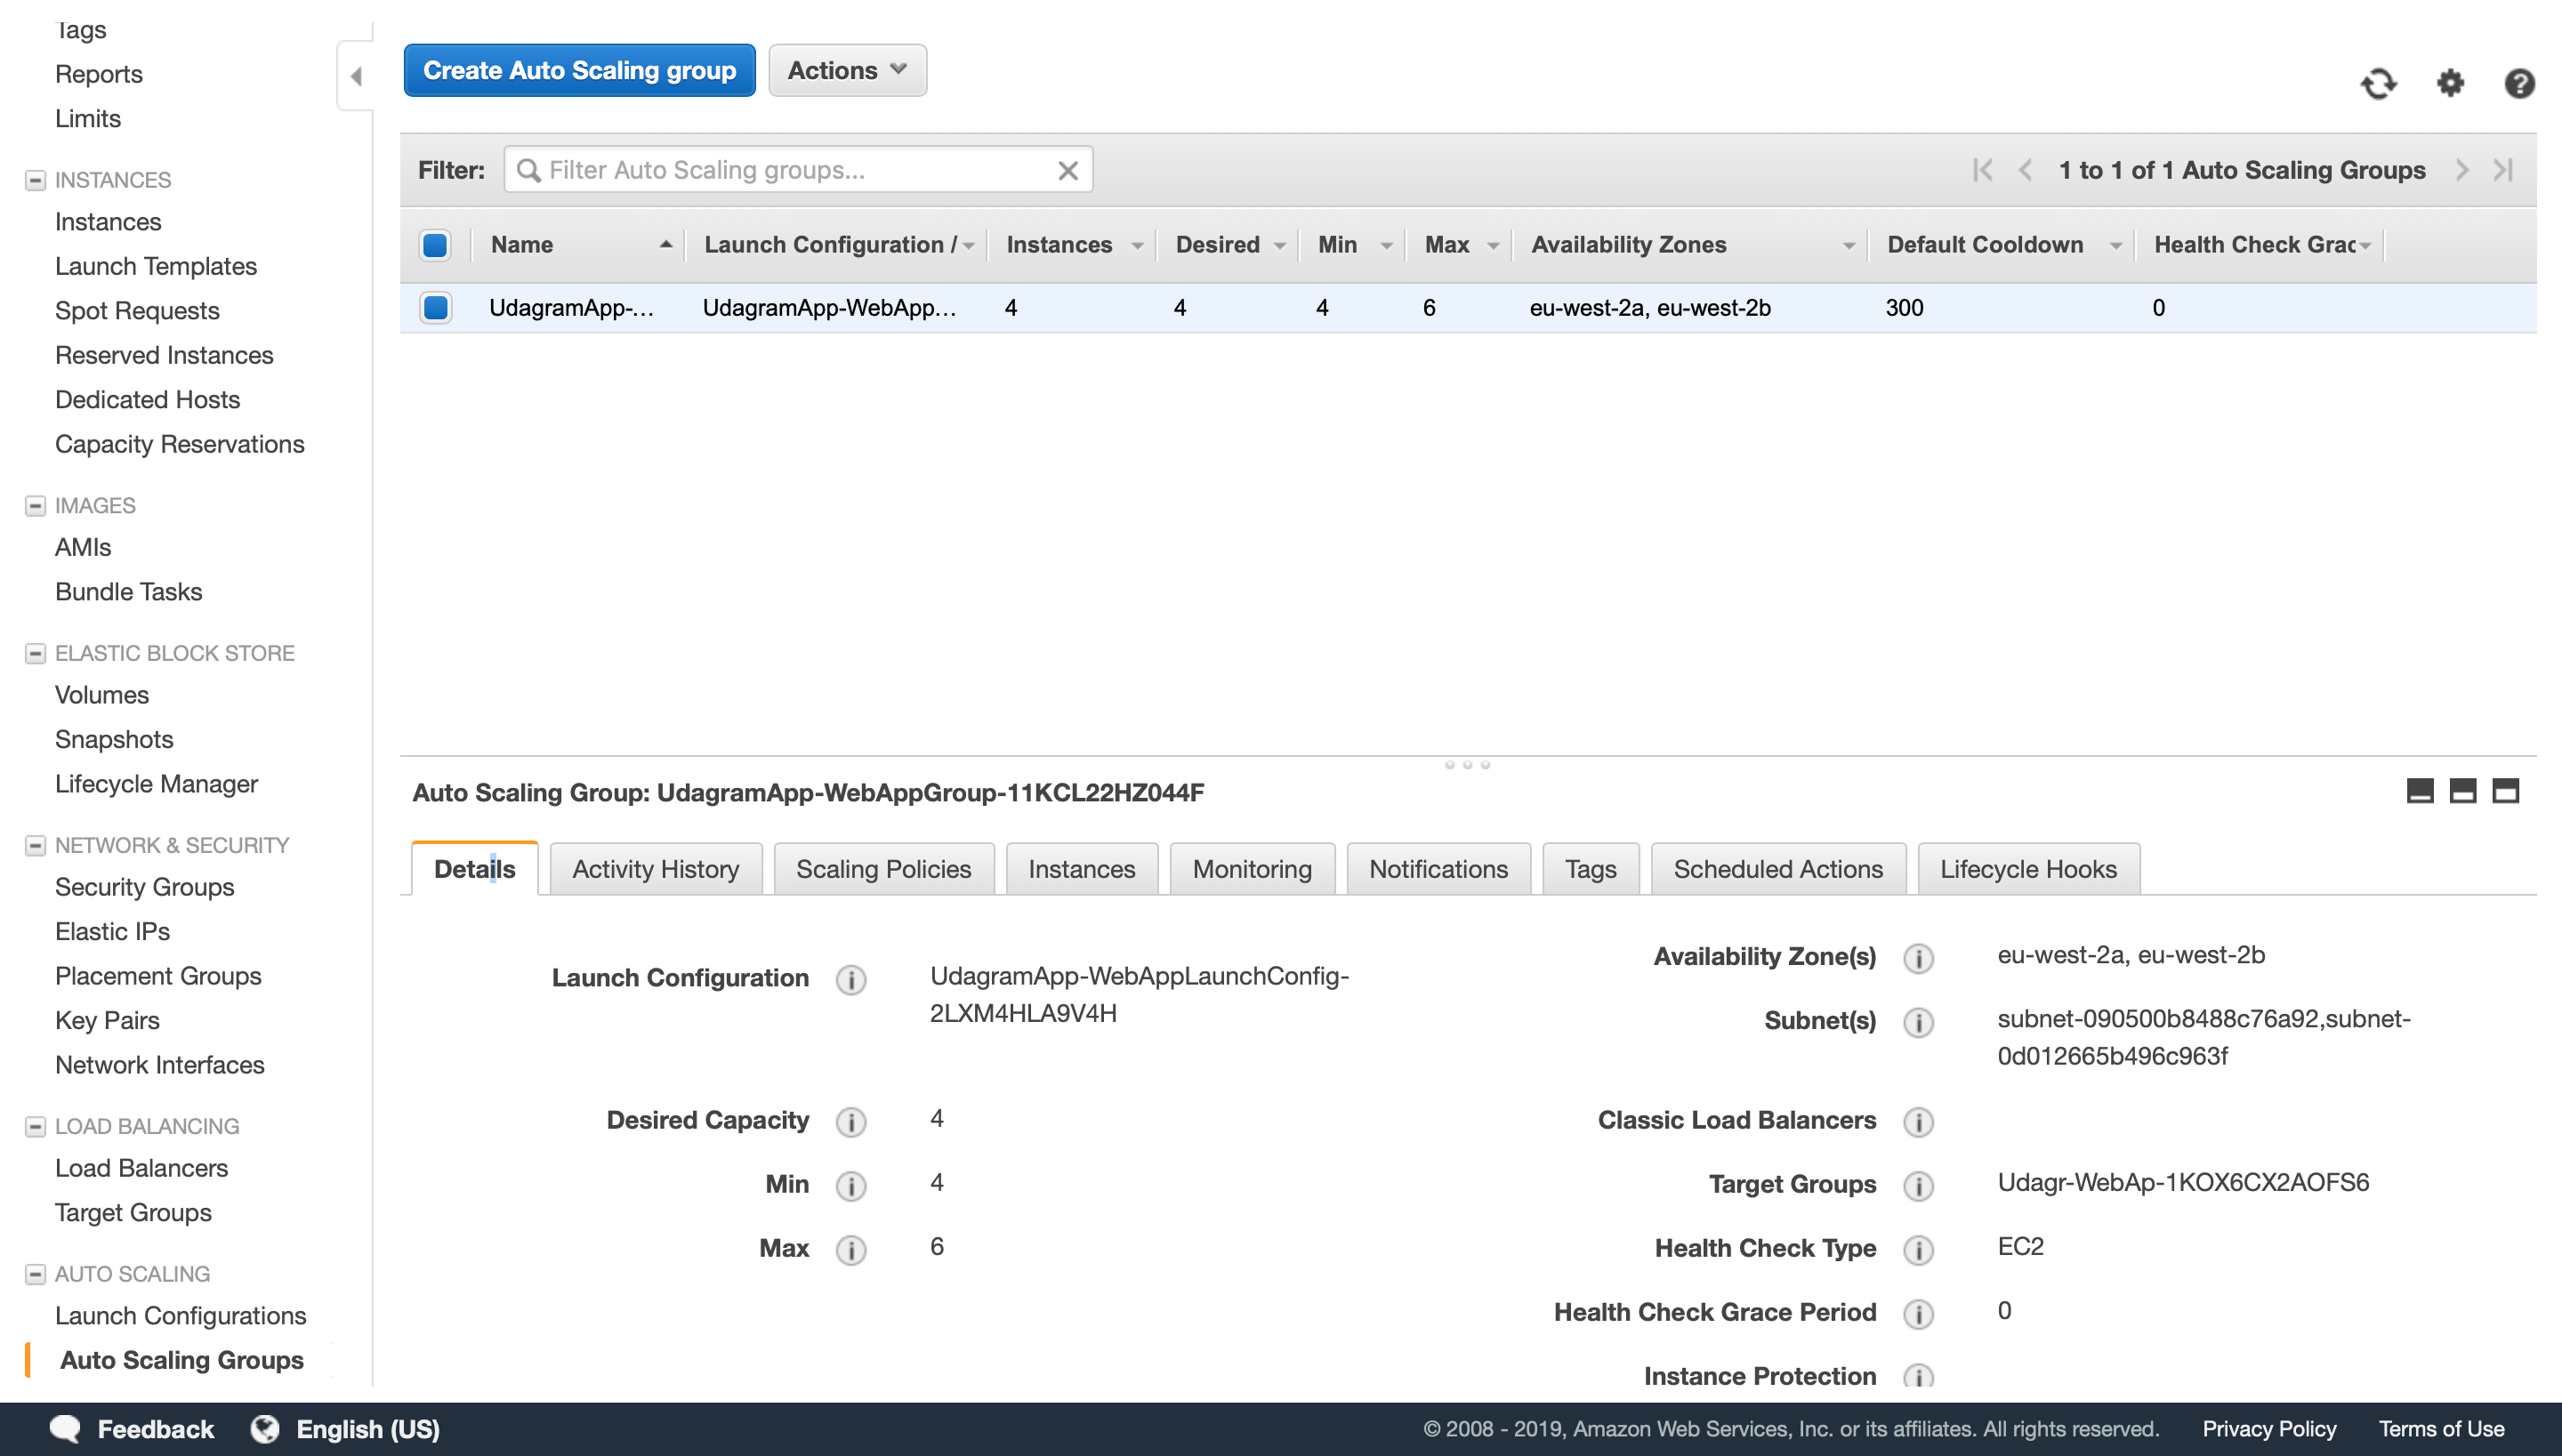 Tags
Reports
Limits
INSTANCES
Instances
Launch Templates
Spot Requests
Reserved Instances
Dedicated Hosts
Capacity Reservations
IMAGES
AMIs
Bundle Tasks
ELASTIC BLOCK STORE
Volumes
Snapshots
Lifecycle Manager
NETWORK & SECURITY
Security Groups
Elastic IPs
Placement Groups
Key Pairs
Network Interfaces
LOAD BALANCING
Load Balancers
Target Groups
AUTO SCALING
Launch Configurations
Auto Scaling Groups
Create Auto Scaling group Actions
Filter: Filter Auto Scaling groups... 1 to 1 of 1 Auto Scaling Groups
Name Launch Configuration / Instances Desired Min Max Availability Zones Default Cooldown Health Check Grac
UdagramApp-... UdagramApp-WebApp... 4 4 4 6 eu-west-2a, eu-west-2b 300 0
Auto Scaling Group: UdagramApp-WebAppGroup-11KCL22HZ044F
Details Activity History Scaling Policies Instances Monitoring Notifications Tags Scheduled Actions Lifecycle Hooks
Launch Configuration UdagramApp-WebAppLaunchConfig-
2LXM4HLA9V4H
Desired Capacity 4
Min 4
Max 6
Availability Zone(s) eu-west-2a, eu-west-2b
Subnet(s) subnet-090500b8488c76a92,subnet-
0d012665b496c963f
Classic Load Balancers
Target Groups Udagr-WebAp-1KOX6CX2AOFS6
Health Check Type EC2
Health Check Grace Period 0
Instance Protection
Feedback English (US) © 2008 - 2019, Amazon Web Services, Inc. or its affiliates. All rights reserved. Privacy Policy Terms of Use